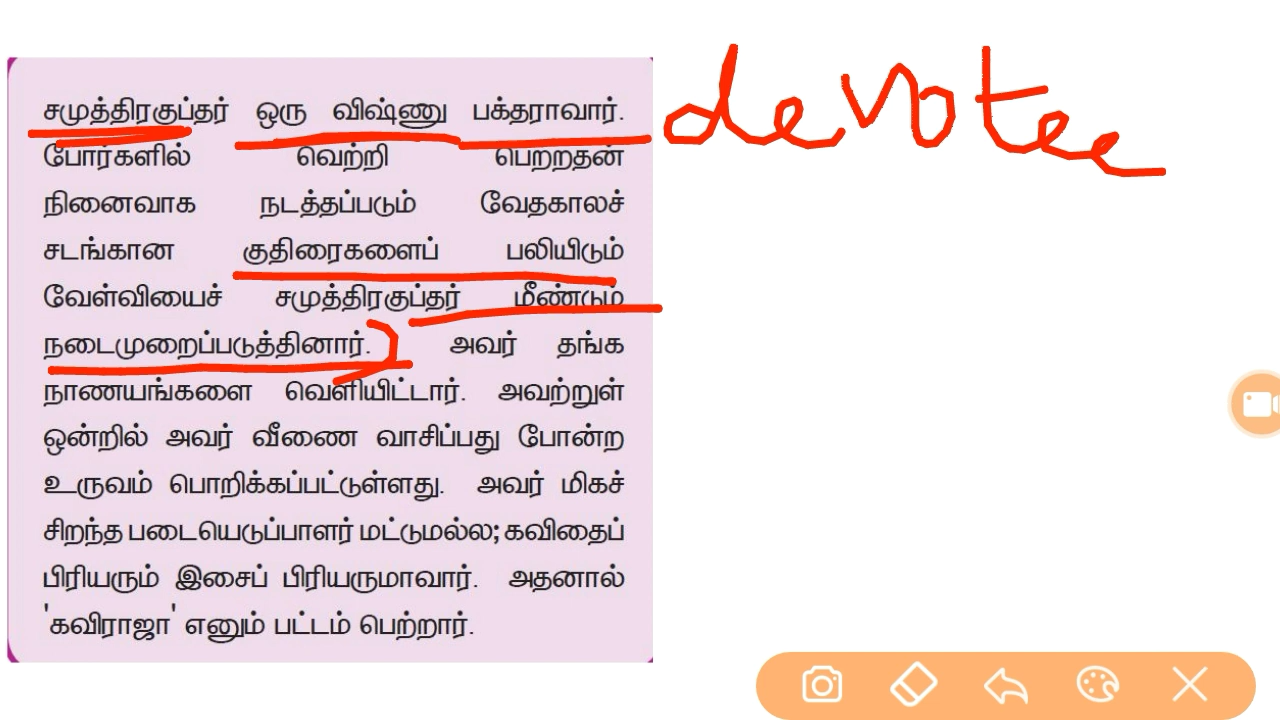 சமுத்திரகுப்தர் ஒரு விஷ்ணு பக்தராவார். devotee
போர்களில் வெற்றி பெற்றதன்
நினைவாக நடத்தப்படும் வேதகாலச்
சடங்கான குதிரைகளைப் பலியிடும்
வேள்வியைச் சமுத்திரகுப்தர் மீண்டும்
நடைமுறைப்படுத்தினார். அவர் தங்க
நாணயங்களை வெளியிட்டார். அவற்றுள்
ஒன்றில் அவர் வீணை வாசிப்பது போன்ற
உருவம் பொறிக்கப்பட்டுள்ளது. அவர் மிகச்
சிறந்த படையெடுப்பாளர் மட்டுமல்ல; கவிதைப்
பிரியரும் இசைப் பிரியருமாவார். அதனால்
'கவிராஜா' எனும் பட்டம் பெற்றார்.